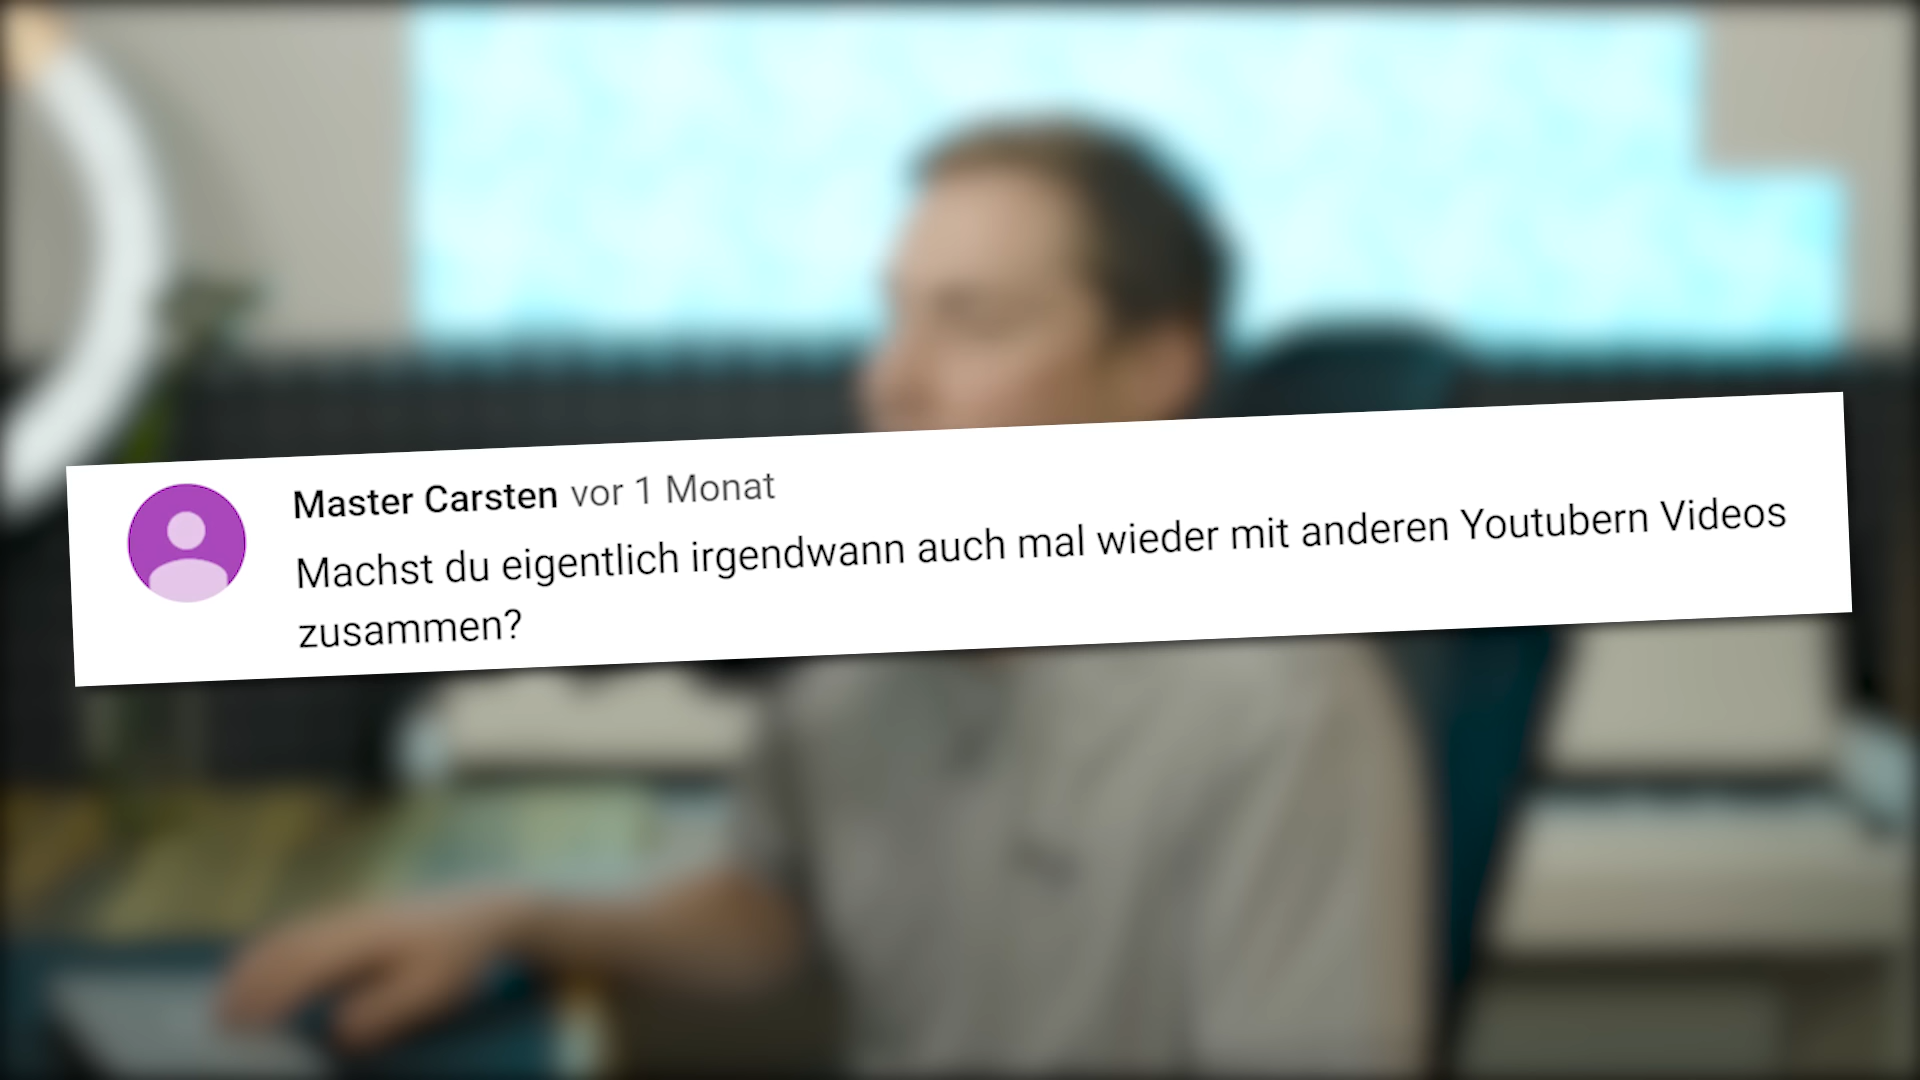 Master Carsten vor 1 Monat
Machst du eigentlich irgendwann auch mal wieder mit anderen Youtubern Videos
zusammen?